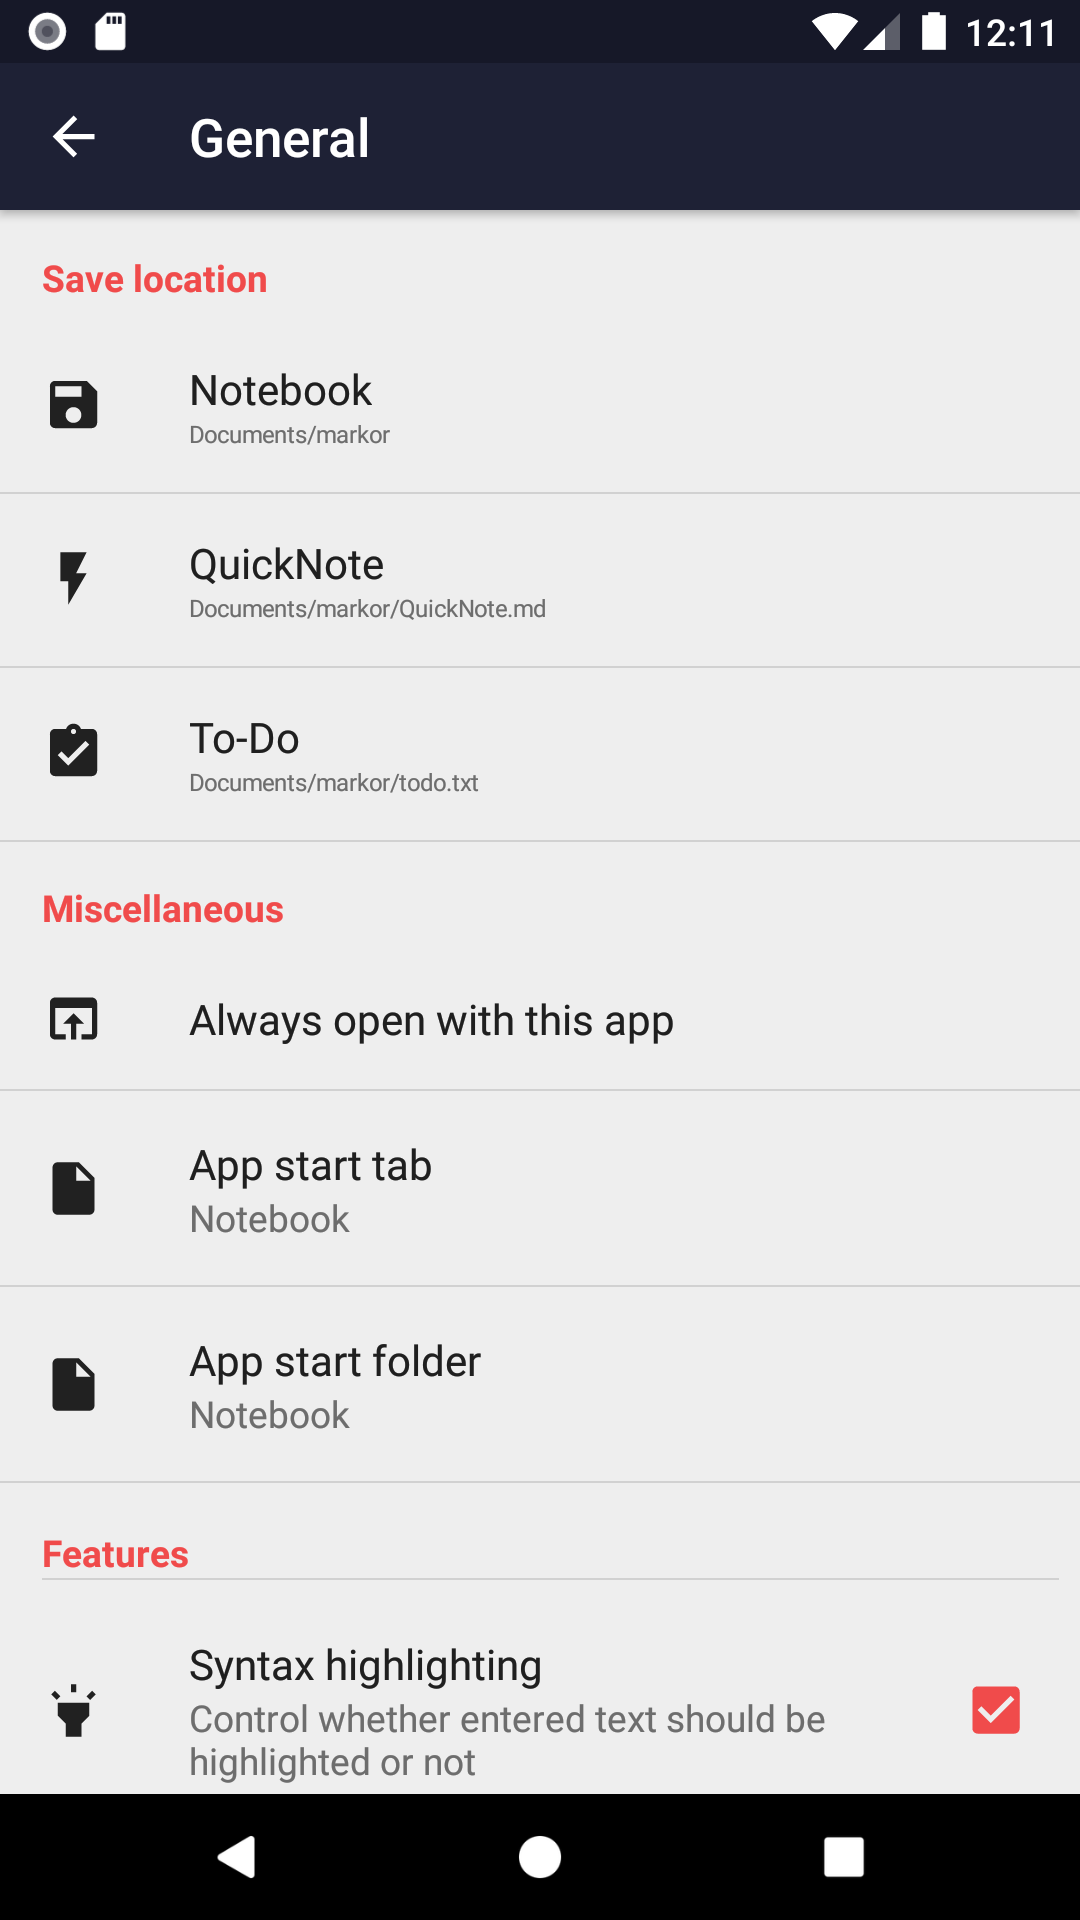 12:11
General
Save location
Notebook
Documents/markor
QuickNote
Documents/markor/QuickNote.md
To-Do
Documents/markor/todo.txt
Miscellaneous
Always open with this app
App start tab
Notebook
App start folder
Notebook
Features
Syntax highlighting
Control whether entered text should be
highlighted or not